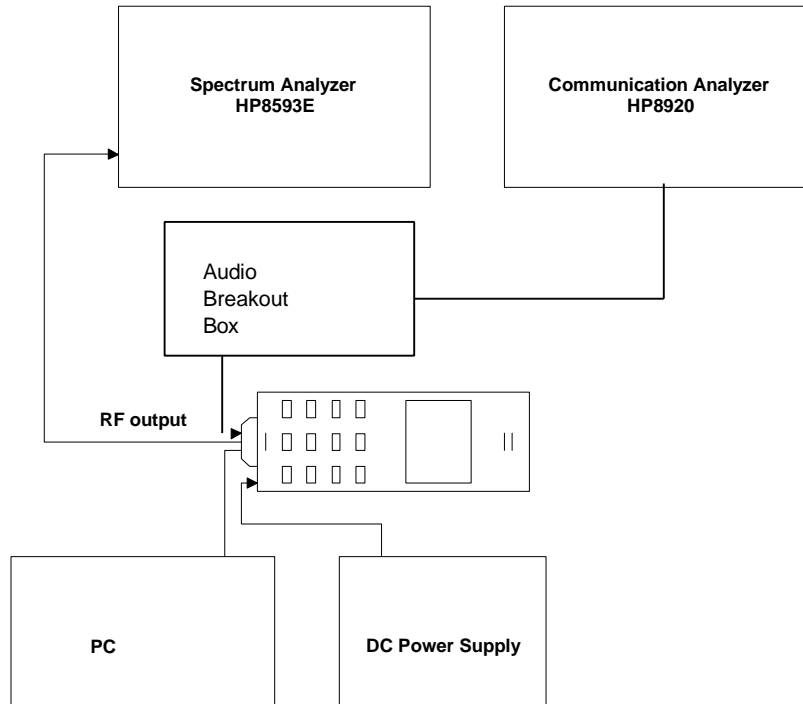 Spectrum Analyzer
HP8593E
Communication Analyzer
HP8920
Audio
Breakout
Box
RF output
PC
DC Power Supply